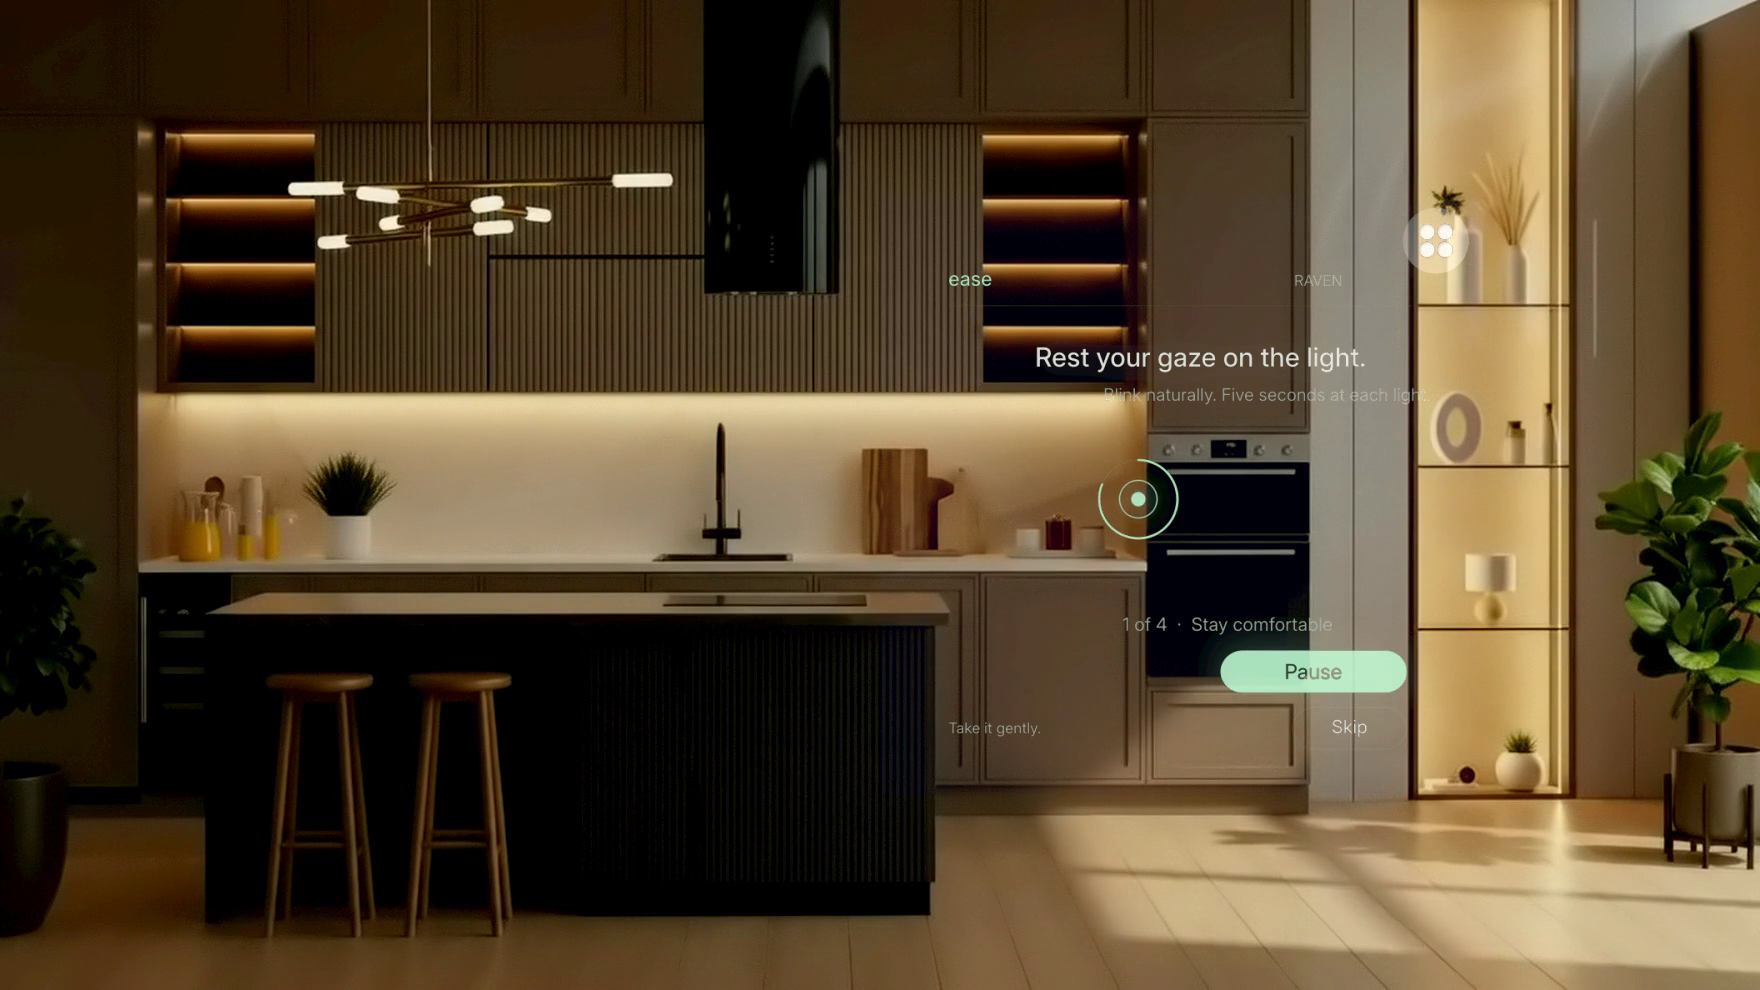 ease
RAVEN
Rest your gaze on the light.
Blink naturally. Five seconds at each light.
1 of 4 · Stay comfortable
Pause
Take it gently.
Skip